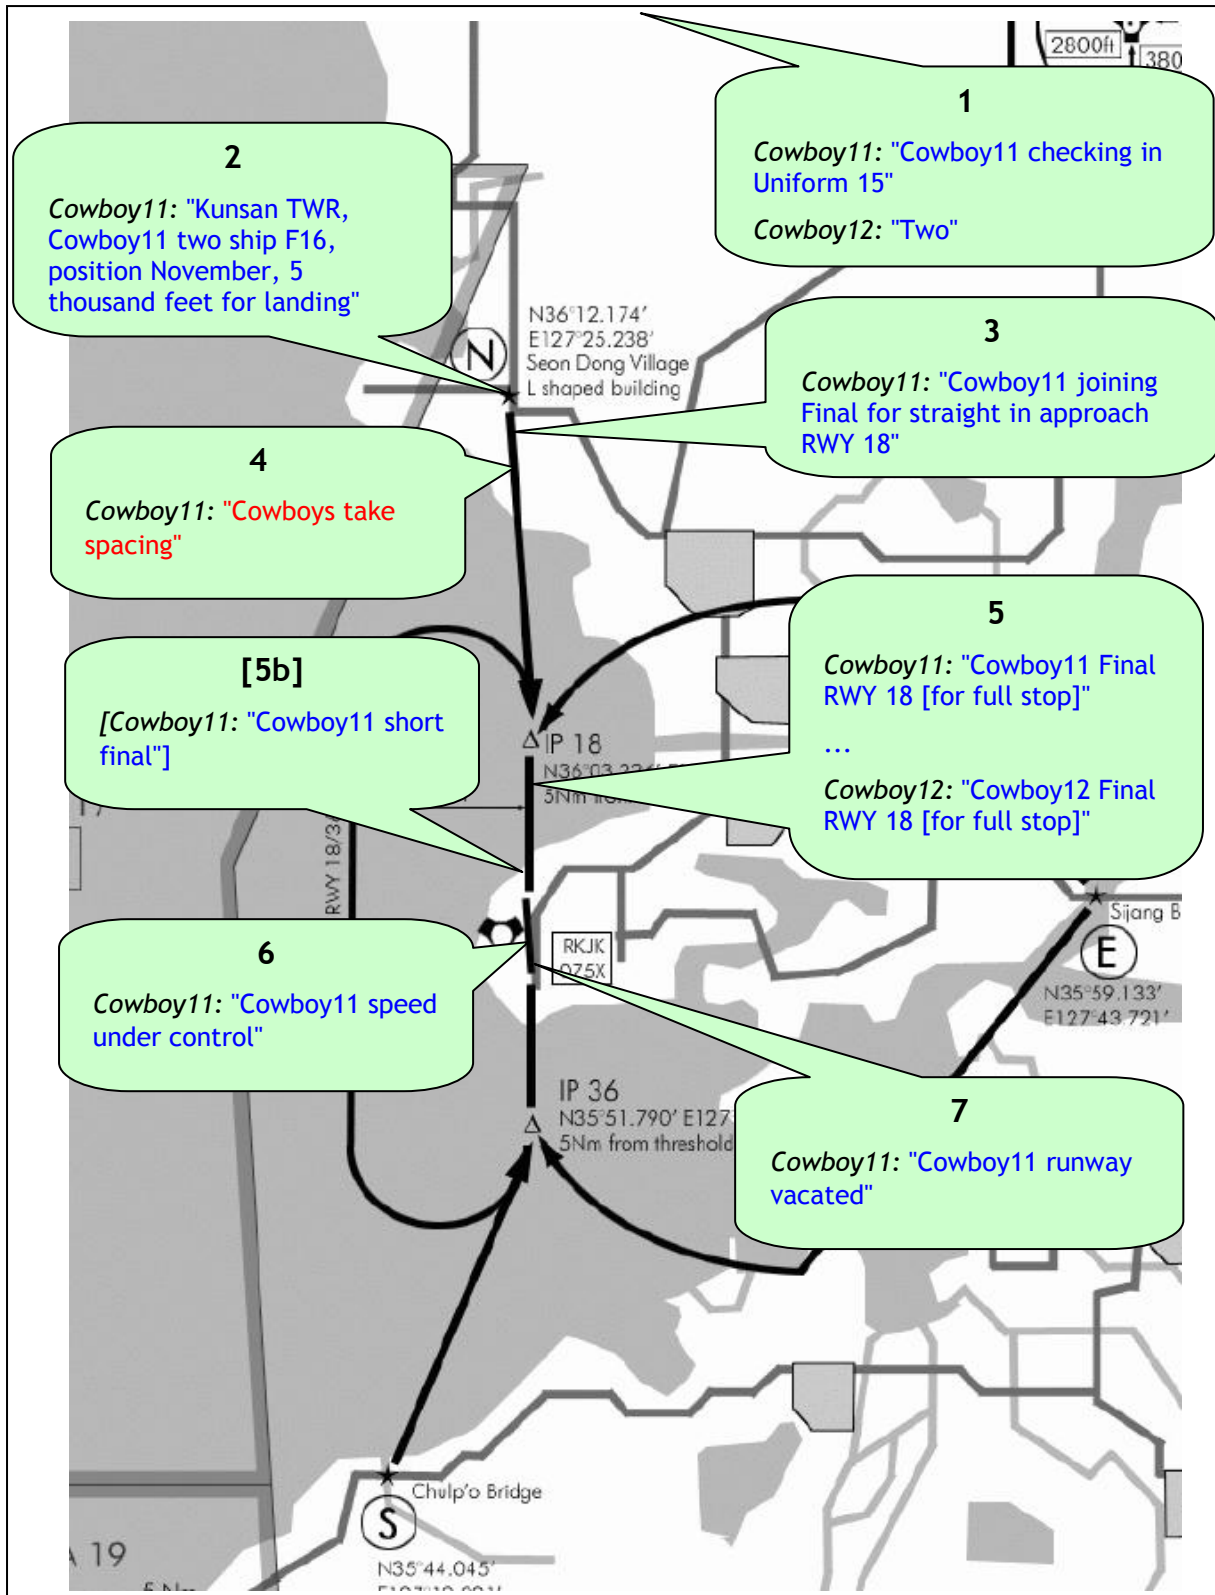 2800ft
380
1
Cowboy11: "Cowboy11 checking in
Uniform 15"
Cowboy12: "Two"
2
Cowboy11: "Kunsan TWR,
Cowboy11 two ship F16,
position November, 5
thousand feet for landing"
N36°12.174'
E127°25.238'
Seon Dong Village
L shaped building
N
3
Cowboy11: "Cowboy11 joining
Final for straight in approach
RWY 18"
4
Cowboy11: "Cowboys take
spacing"
5
Cowboy11: "Cowboy11 Final
RWY 18 [for full stop]"
...
Cowboy12: "Cowboy12 Final
RWY 18 [for full stop]"
[5b]
[Cowboy11: "Cowboy11 short
final"]
IP 18
5Nm
RWY 18/36
6
Cowboy11: "Cowboy11 speed
under control"
RKJK
075X
Sijang B
E
N35°59.133'
E127°43.721'
IP 36
N35°51.790' E127°
5Nm from threshold
7
Cowboy11: "Cowboy11 runway
vacated"
Chulp'o Bridge
S
N35°44.045'
19
5 Nm